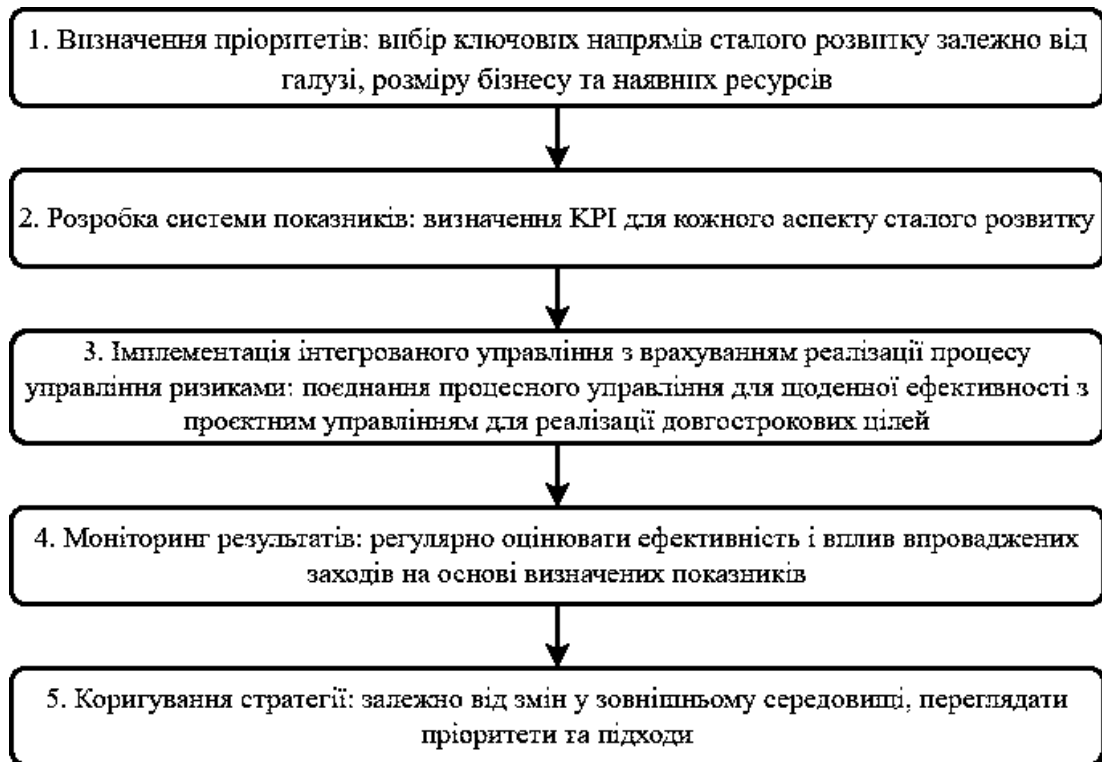 1. Визначення пріоритетів: вибір ключових напрямів сталого розвитку залежно від
галузі, розміру бізнесу та наявних ресурсів
2. Розробка системи показників: визначення KPI для кожного аспекту сталого розвитку
3. Імплементація інтегрованого управління з врахуванням реалізації процесу
управління ризиками: поєднання процесного управління для щоденної ефективності з
проєктним управлінням для реалізації довгострокових цілей
4. Моніторинг результатів: регулярно оцінювати ефективність і вплив впроваджених
заходів на основі визначених показників
5. Коригування стратегії: залежно від змін у зовнішньому середовищі, переглядати
пріоритети та підходи